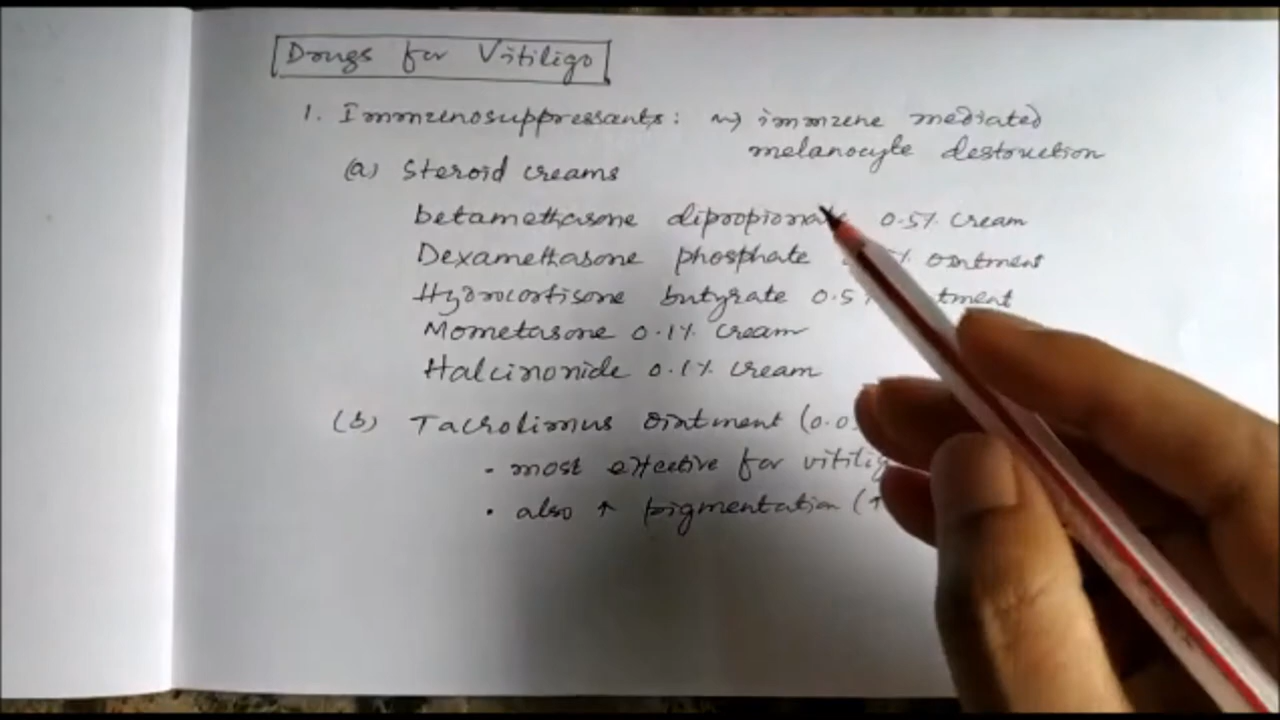 Drugs for Vitiligo
1. Immunosuppressants: ~→ immune mediated
melanocyte destruction
(a) Steroid creams
betamethasone dipropionate 0.5% cream
Dexamethasone phosphate ointment
Hydrocortisone butyrate 0.5%
Mometasone 0.1% cream
Halcinonide 0.1% cream
(b) Tacrolimus ointment (0.0
• most effective for
• also ↑ pigmentation (↑